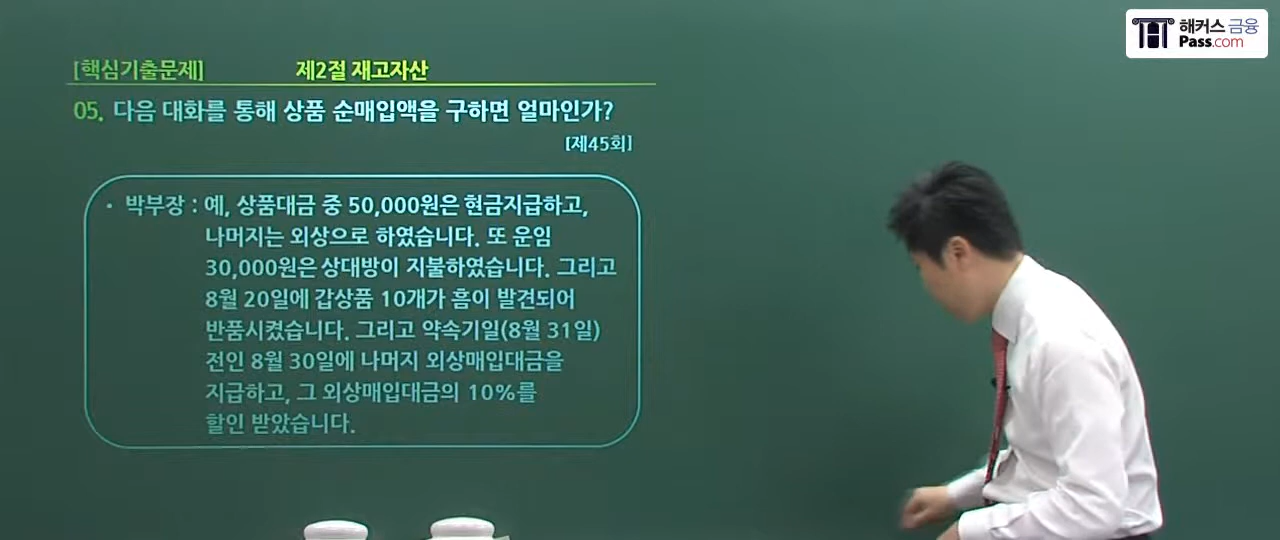 해커스 금융
Pass.com
[핵심기출문제] 제2절 재고자산
05. 다음 대화를 통해 상품 순매입액을 구하면 얼마인가?
[제45회]
• 박부장 : 예, 상품대금 중 50,000원은 현금지급하고,
나머지는 외상으로 하였습니다. 또 운임
30,000원은 상대방이 지불하였습니다. 그리고
8월 20일에 갑상품 10개가 흠이 발견되어
반품시켰습니다. 그리고 약속기일(8월 31일)
전인 8월 30일에 나머지 외상매입대금을
지급하고, 그 외상매입대금의 10%를
할인 받았습니다.